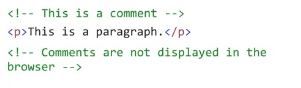 <!-- This is a comment -->
<p>This is a paragraph.</p>
<!-- Comments are not displayed in the
browser -->